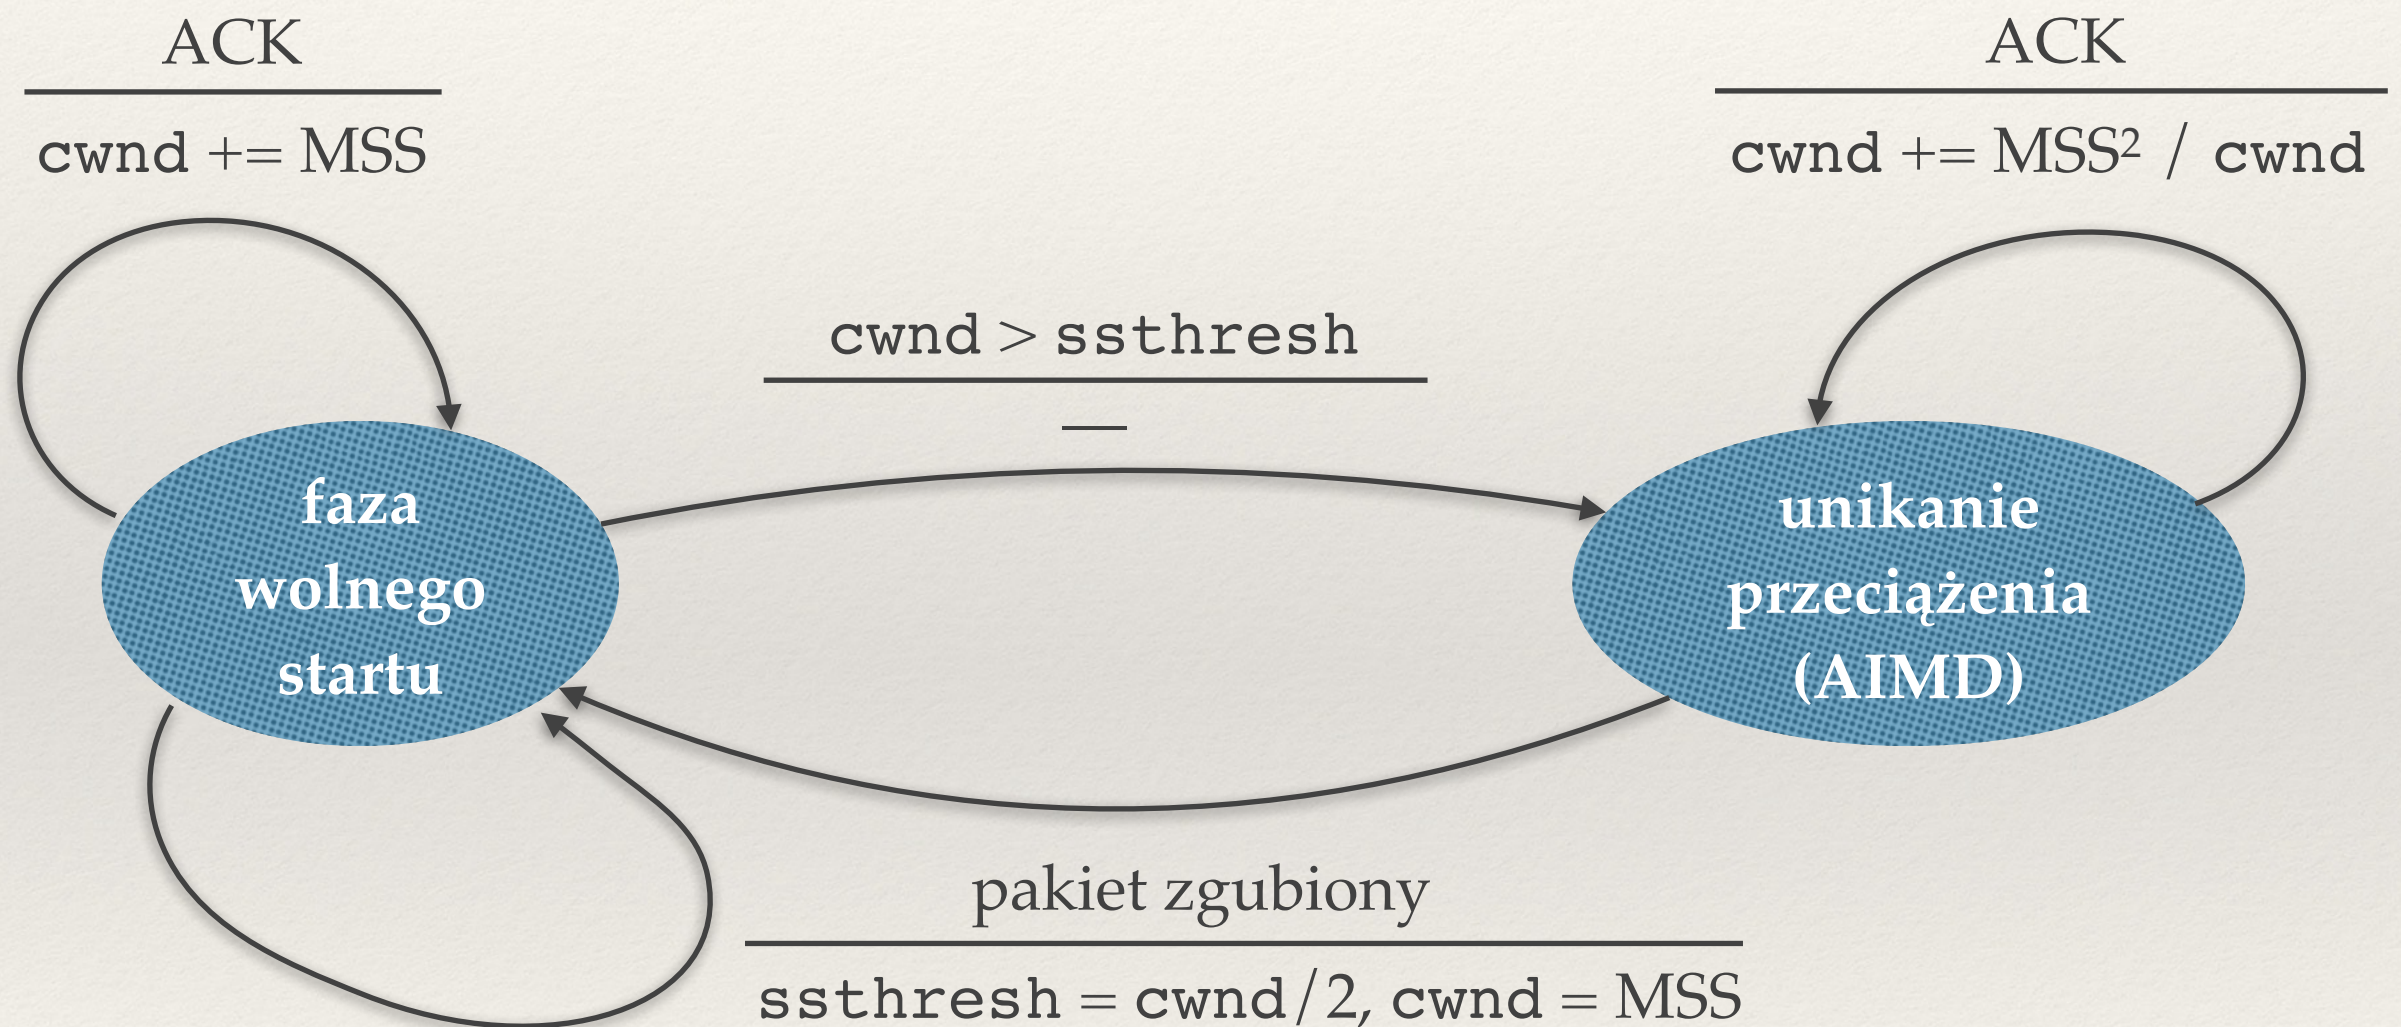 ACK
cwnd += MSS
ACK
cwnd += MSS² / cwnd
cwnd > ssthresh
—
faza
wolnego
startu
unikanie
przeciążenia
(AIMD)
pakiet zgubiony
ssthresh = cwnd/2, cwnd = MSS